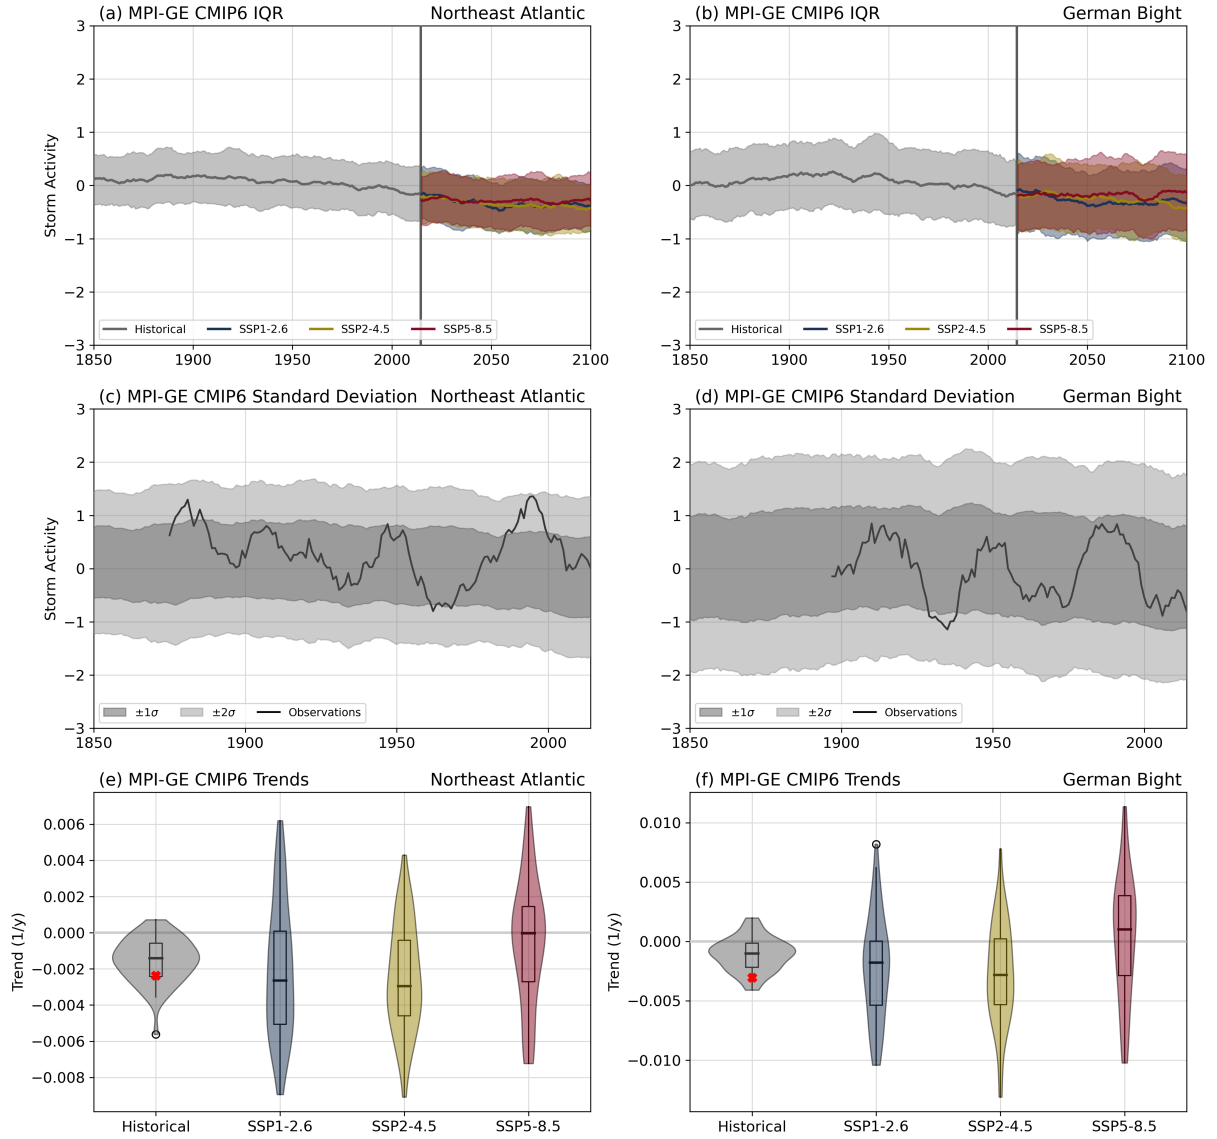 (a) MPI-GE CMIP6 IQR Northeast Atlantic
(b) MPI-GE CMIP6 IQR German Bight
Storm Activity
3
2
1
0
−1
−2
−3
Historical SSP1-2.6 SSP2-4.5 SSP5-8.5
1850 1900 1950 2000 2050 2100
3
2
1
0
−1
−2
−3
Historical SSP1-2.6 SSP2-4.5 SSP5-8.5
1850 1900 1950 2000 2050 2100
(c) MPI-GE CMIP6 Standard Deviation Northeast Atlantic
(d) MPI-GE CMIP6 Standard Deviation German Bight
Storm Activity
3
2
1
0
−1
−2
−3
±1σ ±2σ Observations
1850 1900 1950 2000
3
2
1
0
−1
−2
−3
±1σ ±2σ Observations
1850 1900 1950 2000
(e) MPI-GE CMIP6 Trends Northeast Atlantic
(f) MPI-GE CMIP6 Trends German Bight
Trend (1/y)
0.006
0.004
0.002
0.000
−0.002
−0.004
−0.006
−0.008
Historical SSP1-2.6 SSP2-4.5 SSP5-8.5
Trend (1/y)
0.010
0.005
0.000
−0.005
−0.010
Historical SSP1-2.6 SSP2-4.5 SSP5-8.5